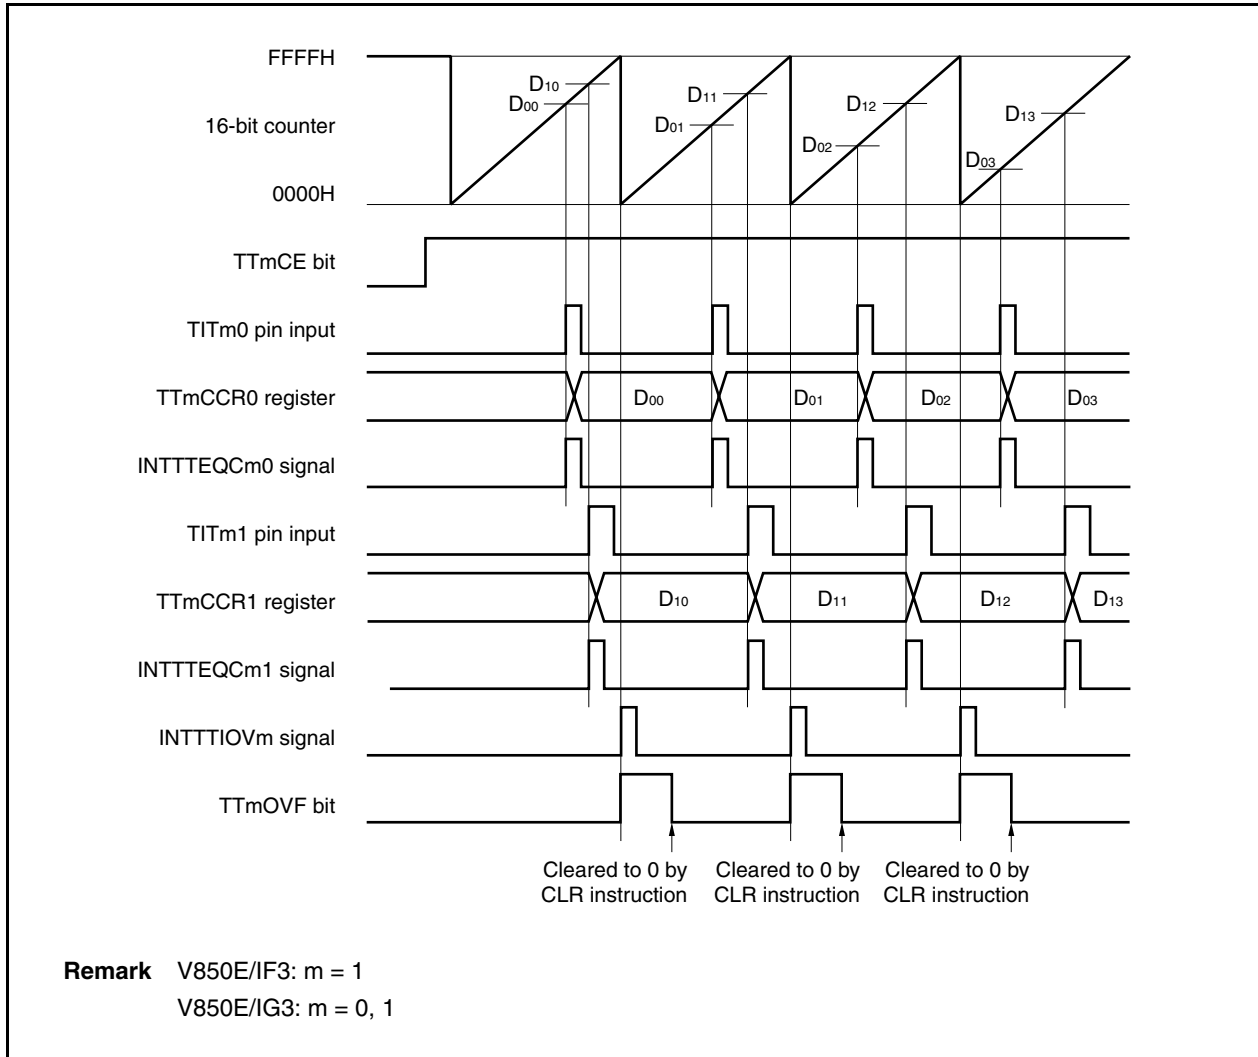 FFFFH
D10
D00
D11
D01
D12
D02
D13
D03
16-bit counter
0000H
TTmCE bit
TITm0 pin input
TTmCCR0 register
D00
D01
D02
D03
INTTTEQCm0 signal
TITm1 pin input
TTmCCR1 register
D10
D11
D12
D13
INTTTEQCm1 signal
INTTTIOVm signal
TTmOVF bit
Cleared to 0 by
CLR instruction
Cleared to 0 by
CLR instruction
Cleared to 0 by
CLR instruction
Remark V850E/IF3: m = 1
V850E/IG3: m = 0, 1